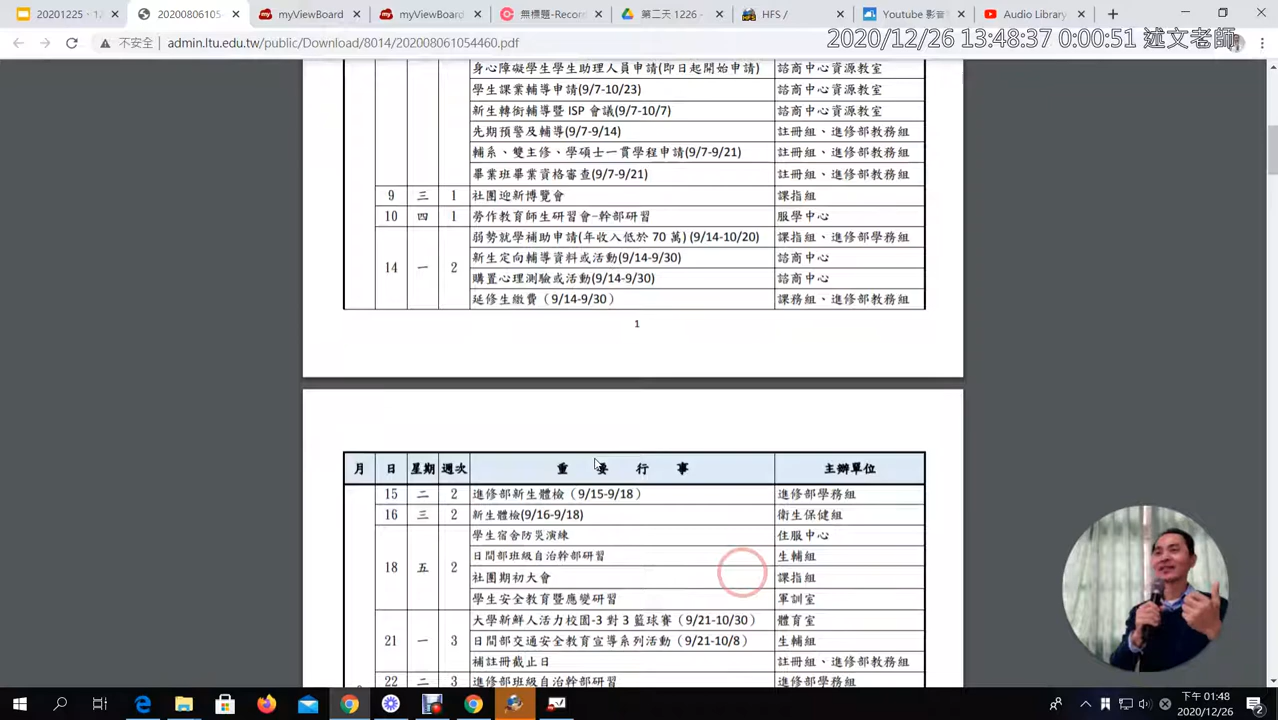 20201225 - 1
20200806105
myViewBoard
myViewBoard
無標題-Recor
第二天 1226 -
HFS /
Youtube 影音
Audio Library
不安全
admin.ltu.edu.tw/public/Download/8014/202008061054460.pdf
2020/12/26 13:48:37 0:00:51 述文老師
身心障礙學生學生助理人員申請(即日起開始申請) 諮商中心資源教室
學生課業輔導申請(9/7-10/23) 諮商中心資源教室
新生轉銜輔導暨 ISP 會議(9/7-10/7) 諮商中心資源教室
先期預警及輔導(9/7-9/14) 註冊組、進修部教務組
輔系、雙主修、學碩士一貫學程申請(9/7-9/21) 註冊組、進修部教務組
畢業班畢業資格審查(9/7-9/21) 註冊組、進修部教務組
9 三 1 社團迎新博覽會 課指組
10 四 1 勞作教育師生研習會-幹部研習 服學中心
14 一 2 弱勢就學補助申請(年收入低於 70 萬) (9/14-10/20) 課指組、進修部學務組
新生定向輔導資料或活動(9/14-9/30) 諮商中心
購置心理測驗或活動(9/14-9/30) 諮商中心
延修生繳費（9/14-9/30） 課務組、進修部教務組
1
月 日 星期 週次 重 要 行 事 主辦單位
15 二 2 進修部新生體檢（9/15-9/18） 進修部學務組
16 三 2 新生體檢(9/16-9/18) 衛生保健組
18 五 2 學生宿舍防災演練 住服中心
日間部班級自治幹部研習 生輔組
社團期初大會 課指組
學生安全教育暨應變研習 軍訓室
21 一 3 大學新鮮人活力校園-3 對 3 籃球賽（9/21-10/30） 體育室
日間部交通安全教育宣導系列活動（9/21-10/8） 生輔組
補註冊截止日 註冊組、進修部教務組
22 二 3 進修部班級自治幹部研習 進修部學務組
下午 01:48
2020/12/26
2